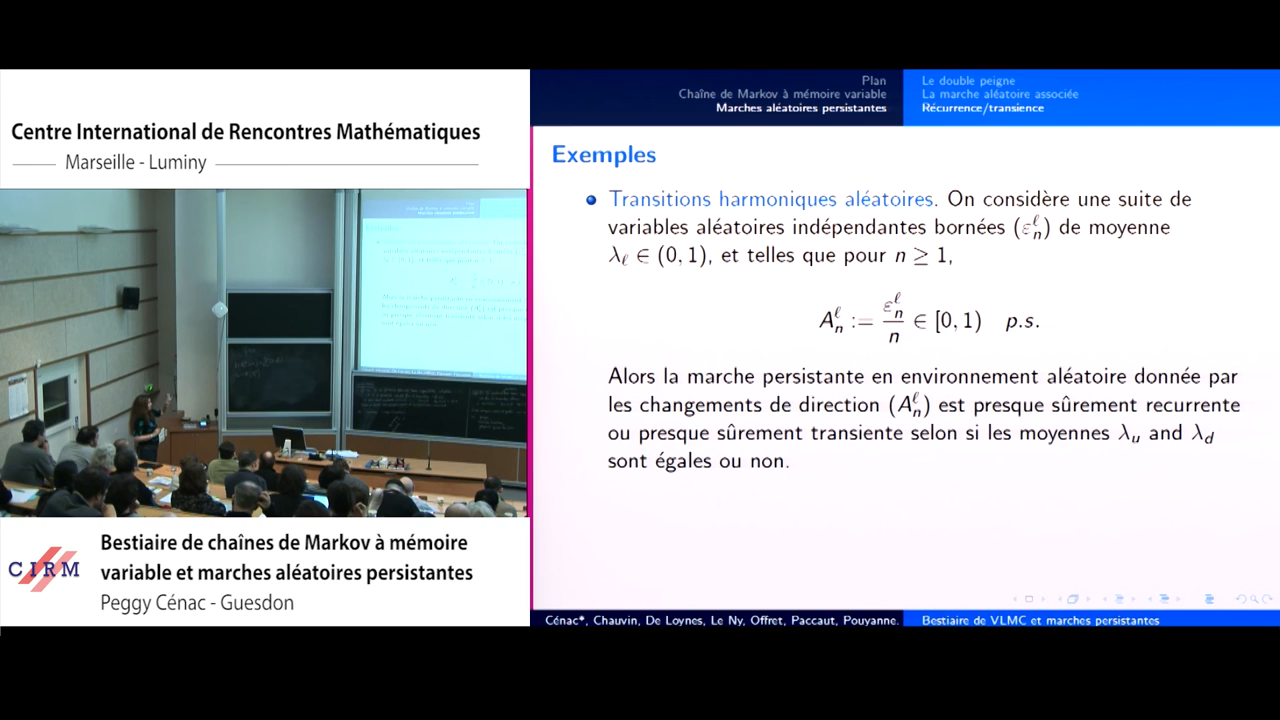 Centre International de Rencontres Mathématiques
Marseille - Luminy
Bestiaire de chaînes de Markov à mémoire
variable et marches aléatoires persistantes
Peggy Cénac - Guesdon
CIRM
Plan
Chaîne de Markov à mémoire variable
Marches aléatoires persistantes
Le double peigne
La marche aléatoire associée
Récurrence/transience
Exemples
Transitions harmoniques aléatoires. On considère une suite de
variables aléatoires indépendantes bornées (εₙˡ) de moyenne
λ_ℓ ∈ (0, 1), et telles que pour n ≥ 1,
Aₙˡ := εₙˡ / n ∈ [0, 1) p.s.
Alors la marche persistante en environnement aléatoire donnée par
les changements de direction (Aₙˡ) est presque sûrement recurrente
ou presque sûrement transiente selon si les moyennes λ_u and λ_d
sont égales ou non.
Cénac*, Chauvin, De Loynes, Le Ny, Offret, Paccaut, Pouyanne.
Bestiaire de VLMC et marches persistantes